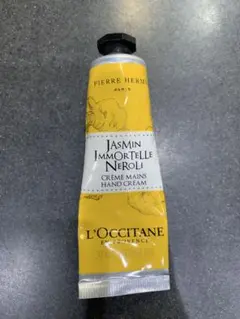 PIERRE HERMÉ
PARIS
JASMIN
IMMORTELLE
NEROLI
CRÈME MAINS
HAND CREAM
L'OCCITANE
EN PROVENCE